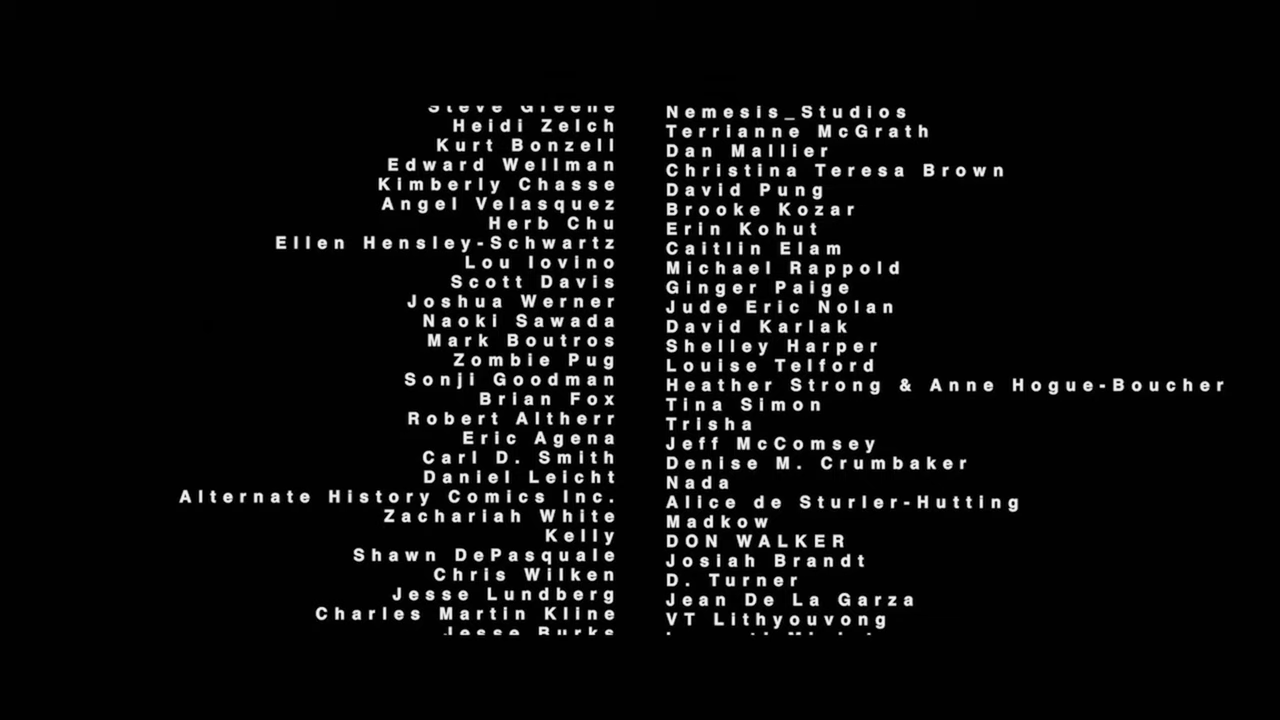 Steve Greene
Heidi Zelch
Kurt Bonzell
Edward Wellman
Kimberly Chasse
Angel Velasquez
Herb Chu
Ellen Hensley-Schwartz
Lou Iovino
Scott Davis
Joshua Werner
Naoki Sawada
Mark Boutros
Zombie Pug
Sonji Goodman
Brian Fox
Robert Altherr
Eric Agena
Carl D. Smith
Daniel Leicht
Alternate History Comics Inc.
Zachariah White
Kelly
Shawn DePasquale
Chris Wilken
Jesse Lundberg
Charles Martin Kline
Jesse Burks
Nemesis_Studios
Terrianne McGrath
Dan Mallier
Christina Teresa Brown
David Pung
Brooke Kozar
Erin Kohut
Caitlin Elam
Michael Rappold
Ginger Paige
Jude Eric Nolan
David Karlak
Shelley Harper
Louise Telford
Heather Strong & Anne Hogue-Boucher
Tina Simon
Trisha
Jeff McComsey
Denise M. Crumbaker
Nada
Alice de Sturler-Hutting
Madkow
DON WALKER
Josiah Brandt
D. Turner
Jean De La Garza
VT Lithyouvong